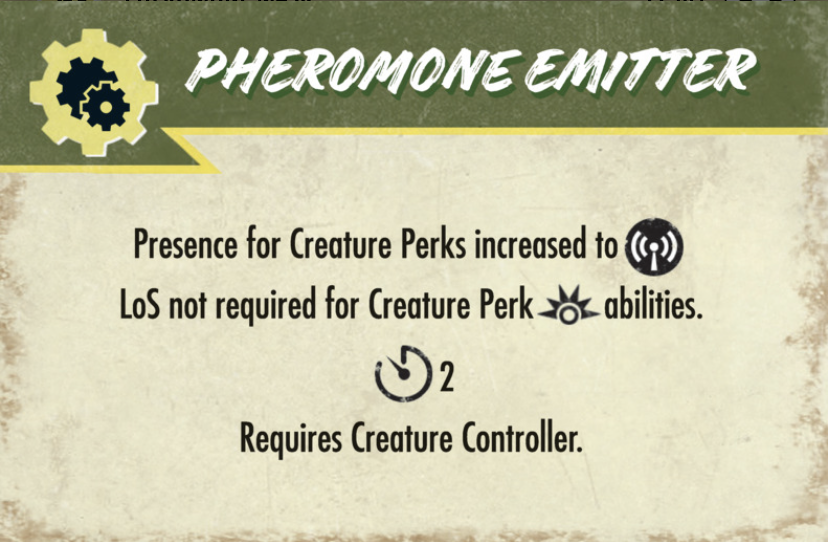 PHEROMONE EMITTER
Presence for Creature Perks increased to
LoS not required for Creature Perk abilities.
2
Requires Creature Controller.